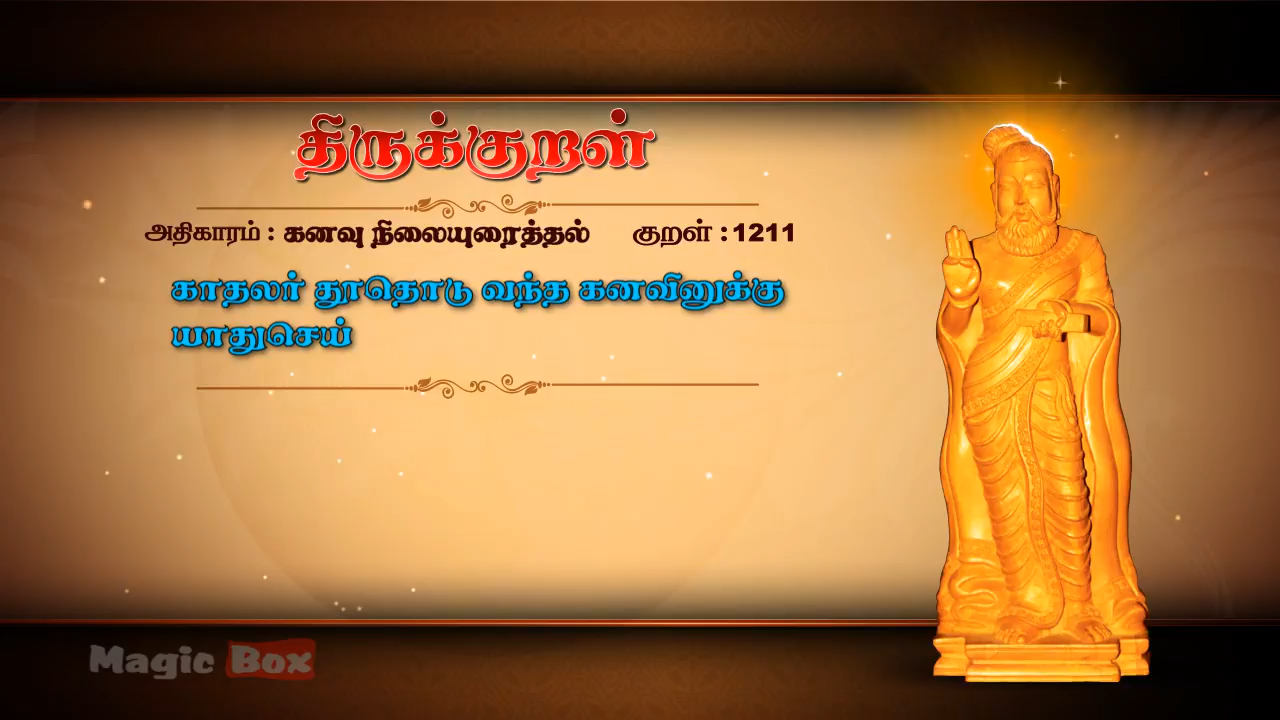 திருக்குறள்
அதிகாரம் : கனவு நிலையுரைத்தல் குறள் : 1211
காதலர் தூதொடு வந்த கனவினுக்கு
யாதுசெய்
Magic Box